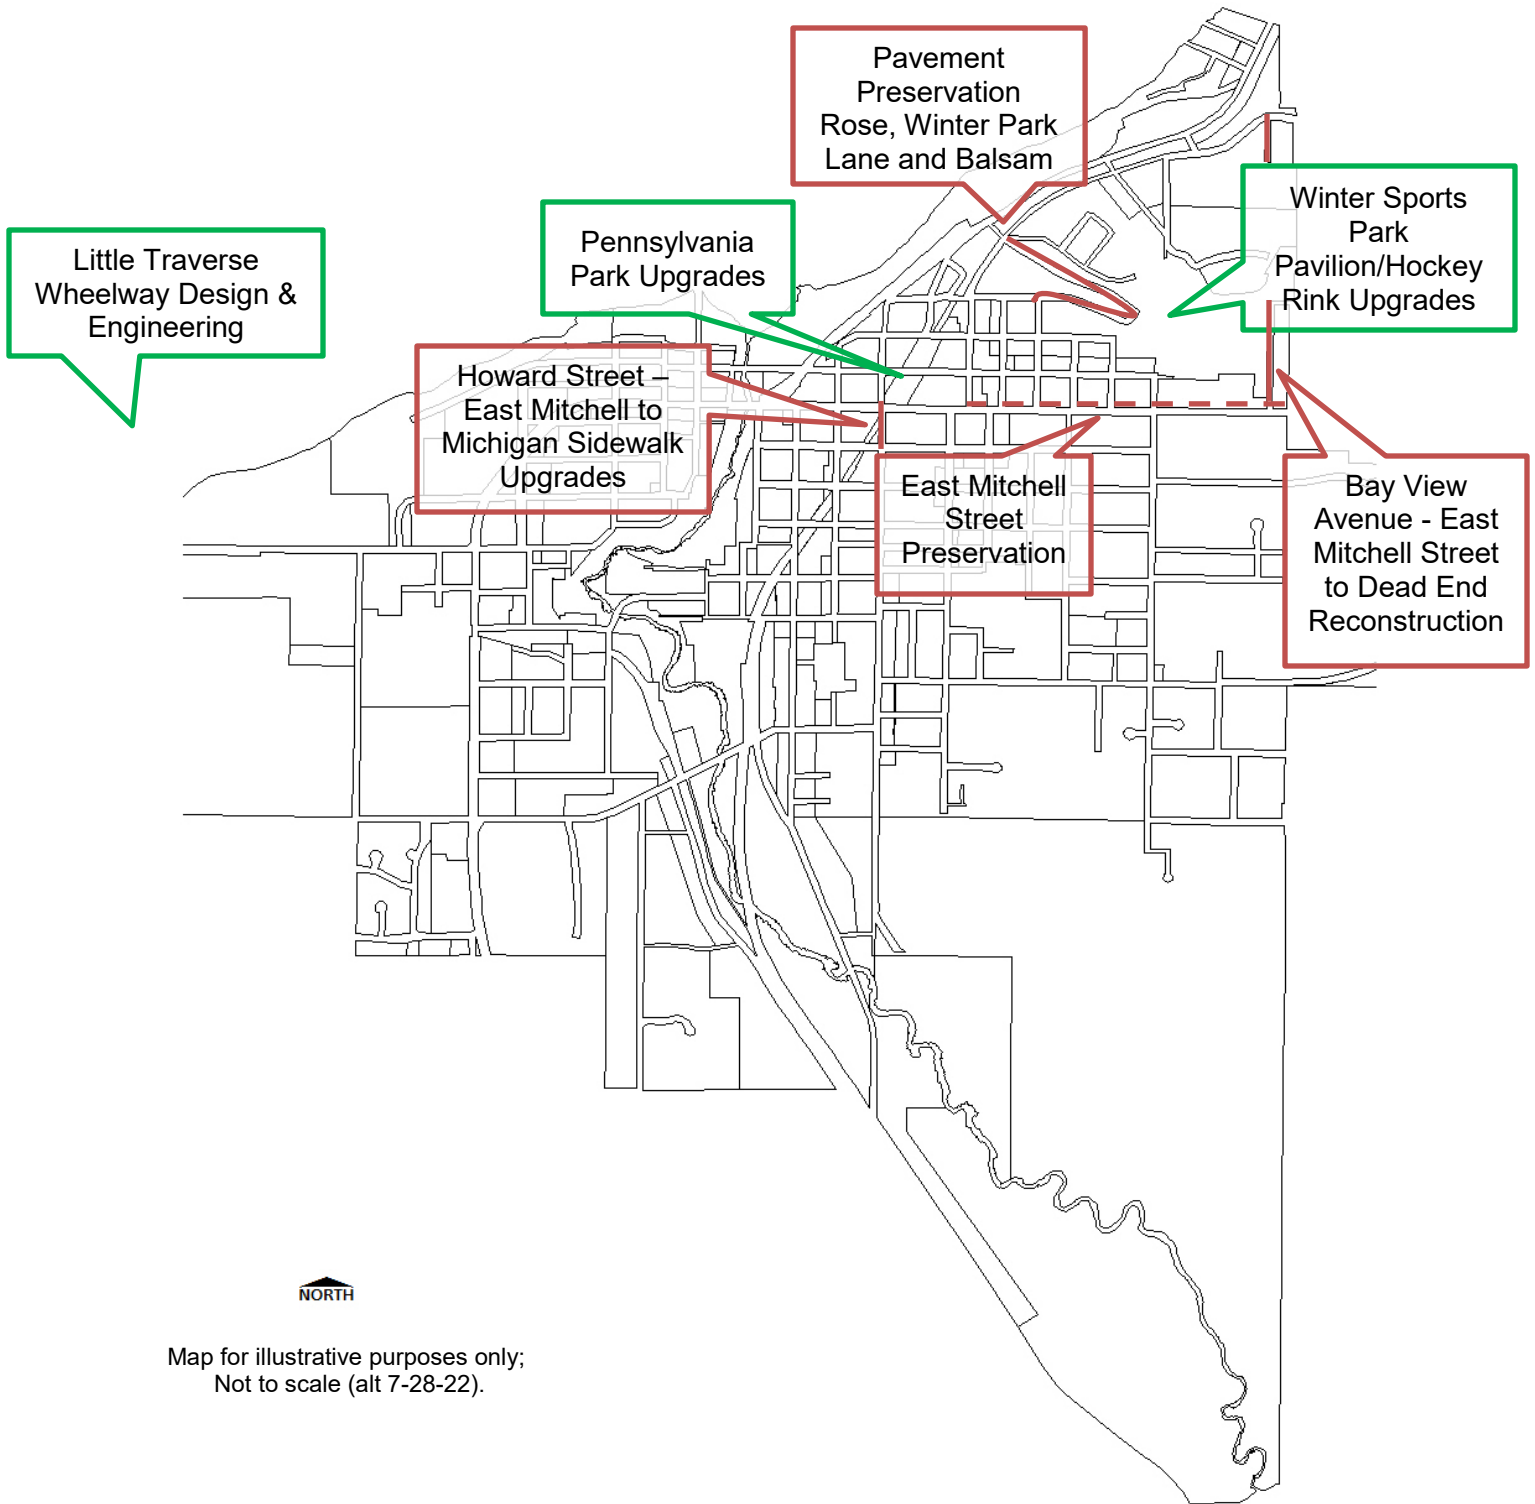 Pavement
Preservation
Rose, Winter Park
Lane and Balsam
Winter Sports
Park
Pavilion/Hockey
Rink Upgrades
Pennsylvania
Park Upgrades
Little Traverse
Wheelway Design &
Engineering
Howard Street –
East Mitchell to
Michigan Sidewalk
Upgrades
East Mitchell
Street
Preservation
Bay View
Avenue - East
Mitchell Street
to Dead End
Reconstruction
NORTH
Map for illustrative purposes only;
Not to scale (alt 7-28-22).